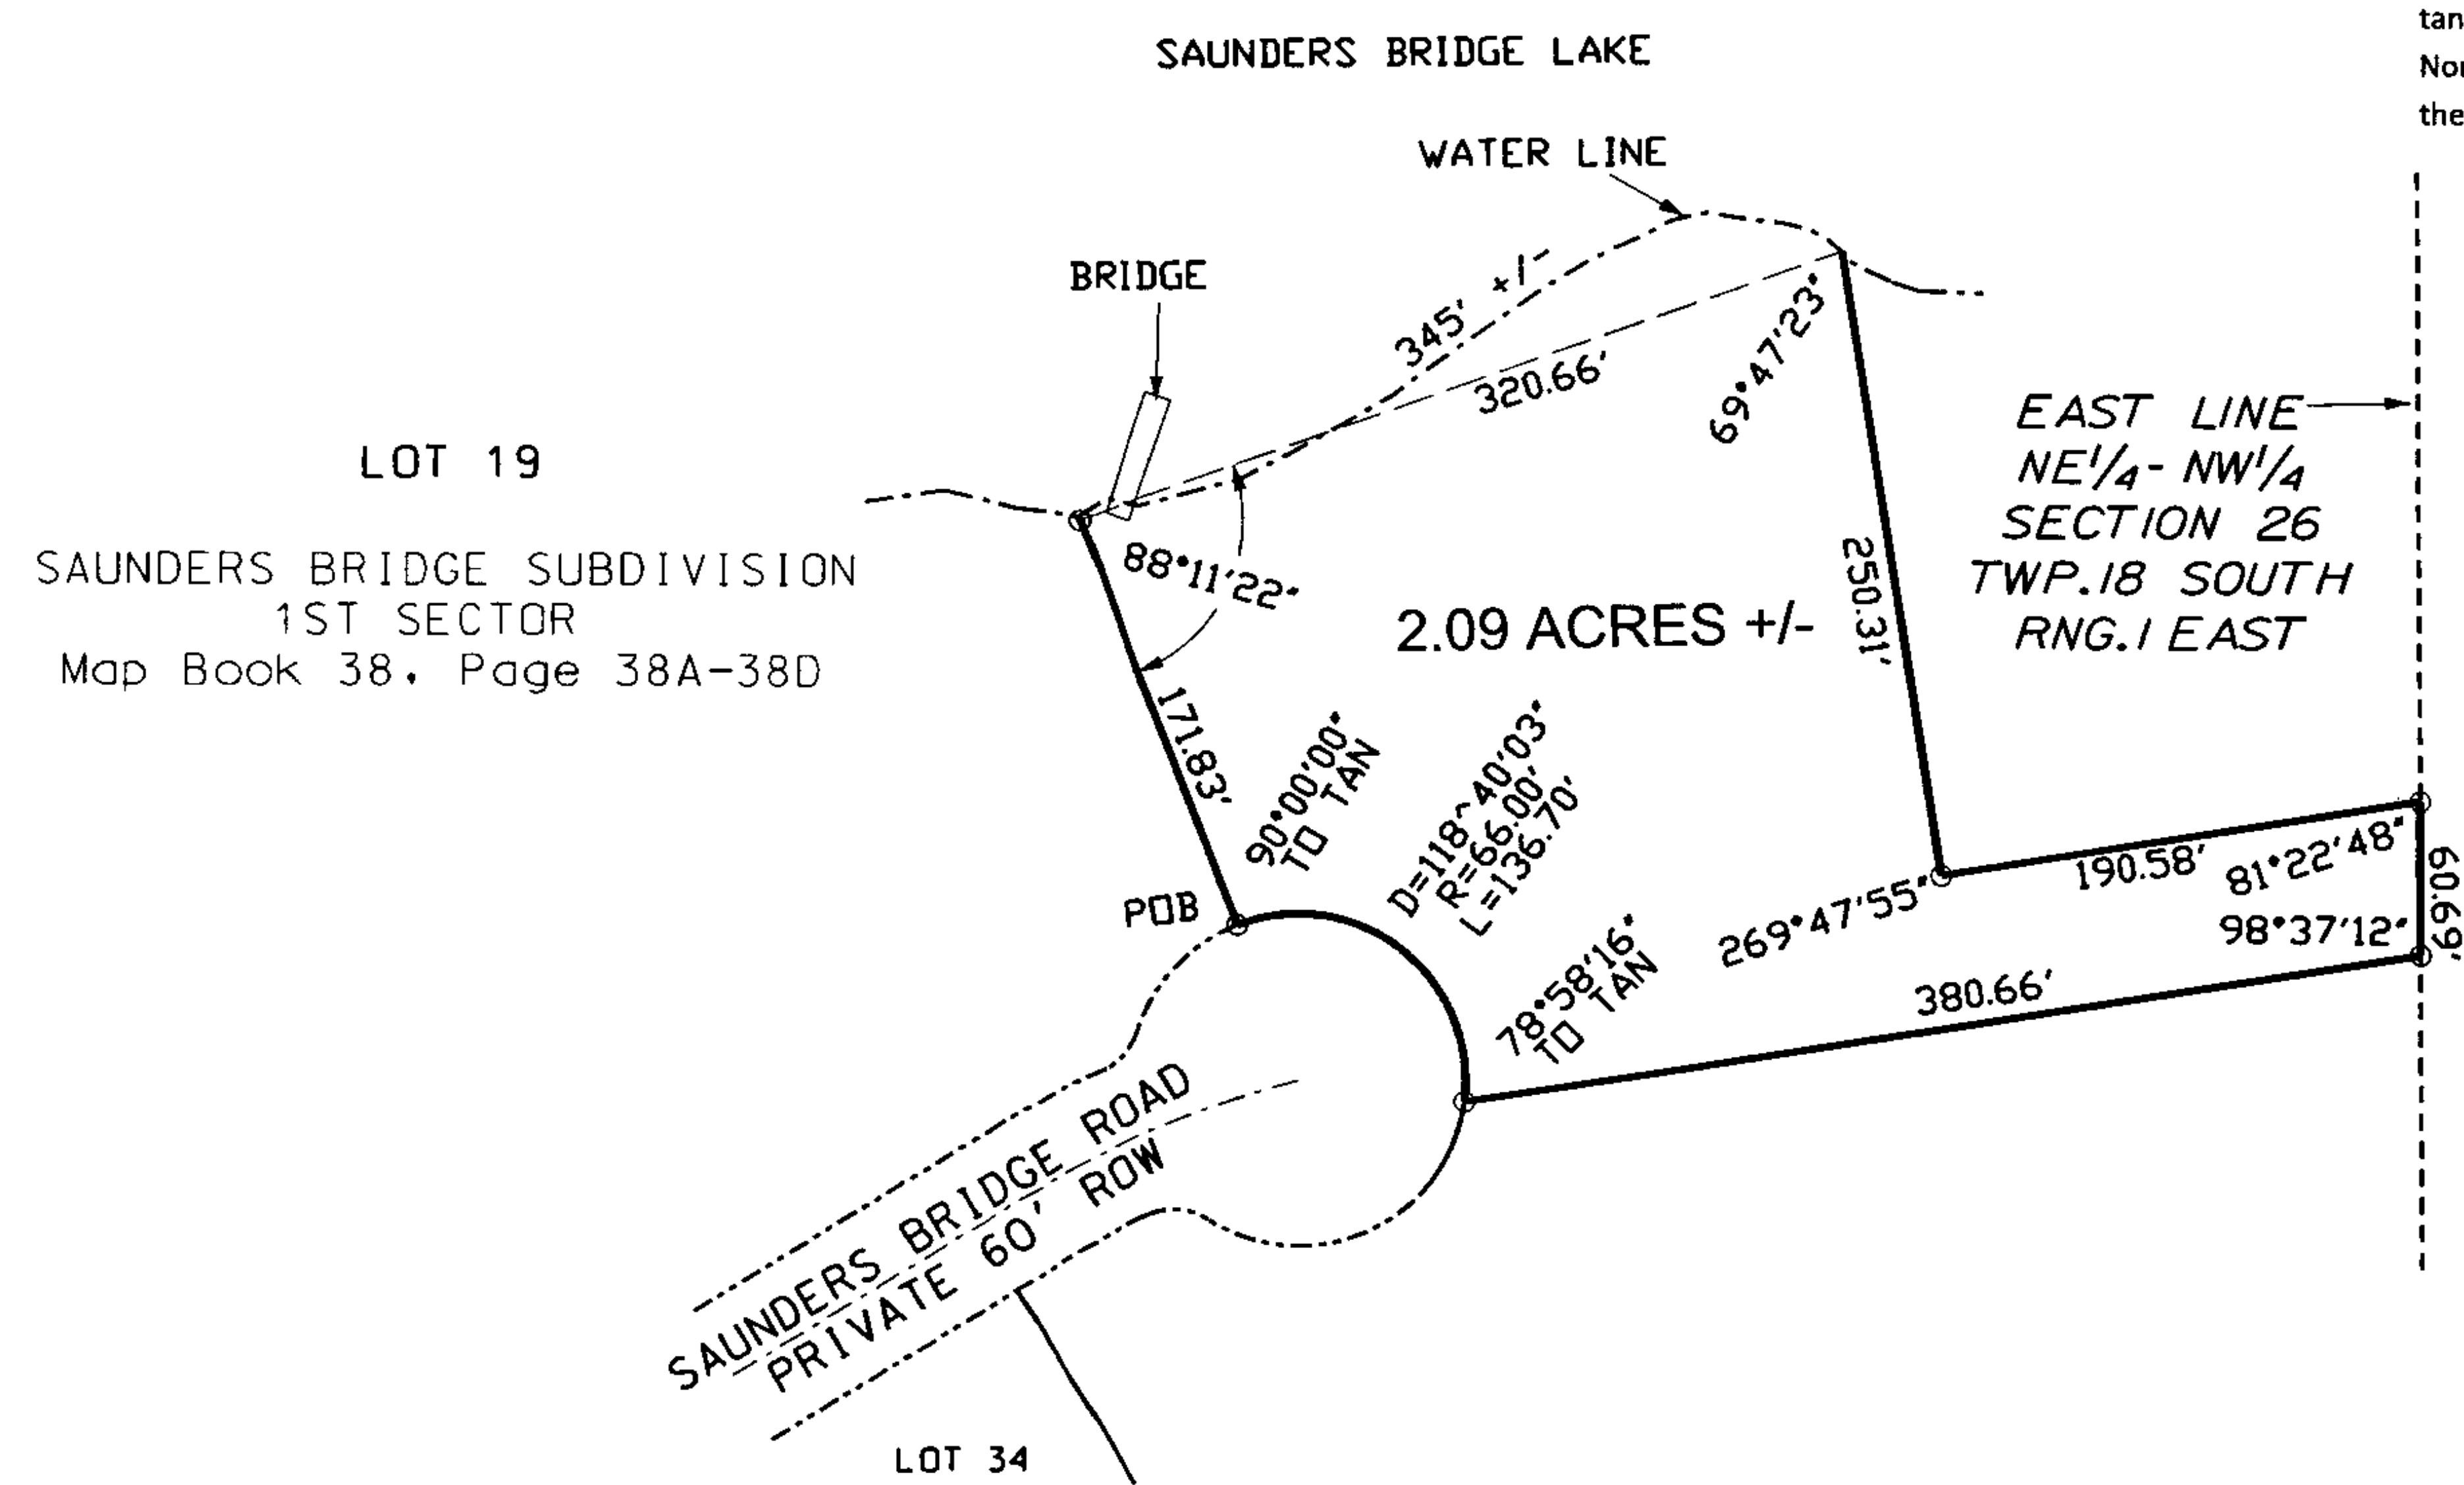 SAUNDERS BRIDGE LAKE
tan
Nor
the
WATER LINE
BRIDGE
345' +/-
320.66'
69°47'23"
LOT 19
SAUNDERS BRIDGE SUBDIVISION
1ST SECTOR
Map Book 38. Page 38A-38D
88°11'22"
2.09 ACRES +/-
250.31'
EAST LINE
NE1/4- NW1/4
SECTION 26
TWP.18 SOUTH
RNG.1 EAST
171.83'
90°00'00"
TO TAN
D=118^40'03"
R=66.00'
L=136.70'
POB
190.58'
81°22'48"
60.69'
269°47'55"
98°37'12"
78°58'16"
TO TAN
380.66'
SAUNDERS BRIDGE ROAD
PRIVATE 60' ROW
LOT 34